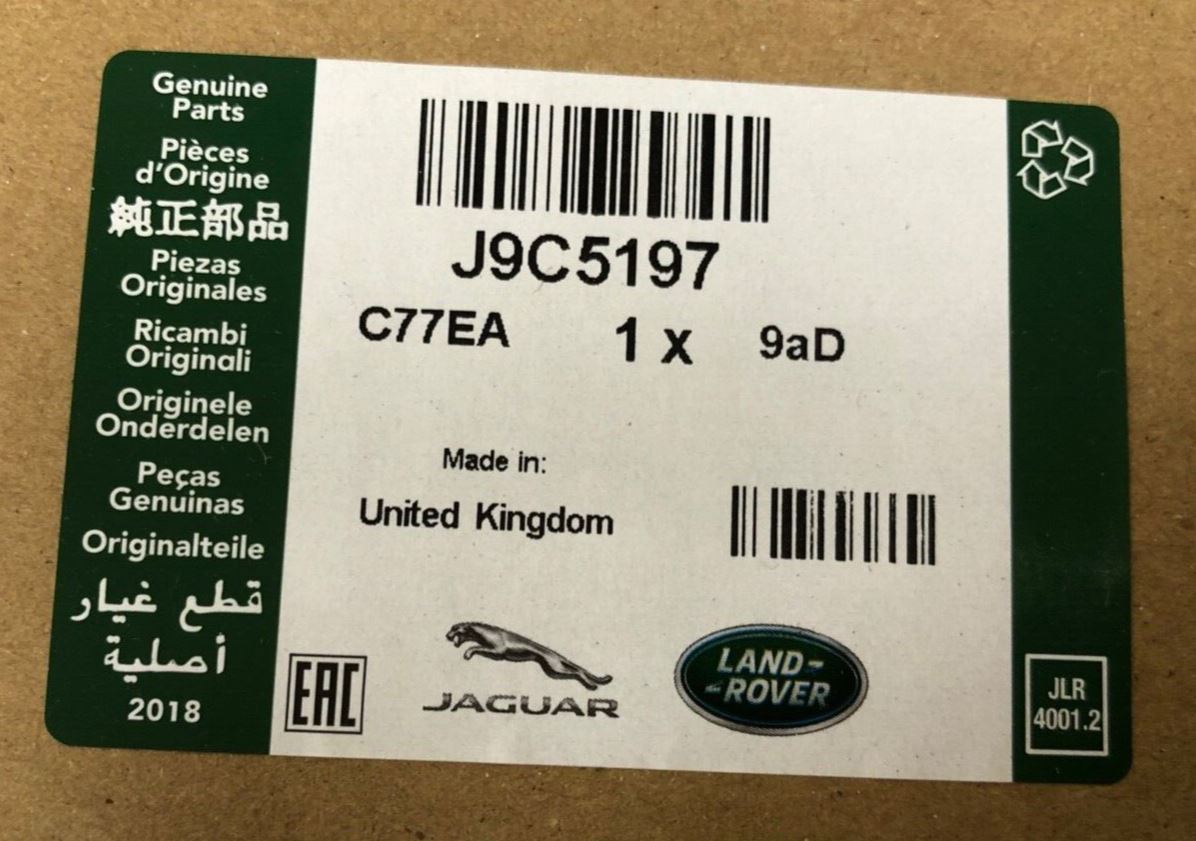 Genuine
Parts
Pièces
d'Origine
純正部品
Piezas
Originales
Ricambi
Originali
Originele
Onderdelen
Peças
Genuinas
Originalteile
قطع غيار
أصلية
2018
J9C5197
C77EA 1 x 9aD
Made in:
United Kingdom
EAC
JAGUAR
LAND-
-ROVER
JLR
4001.2